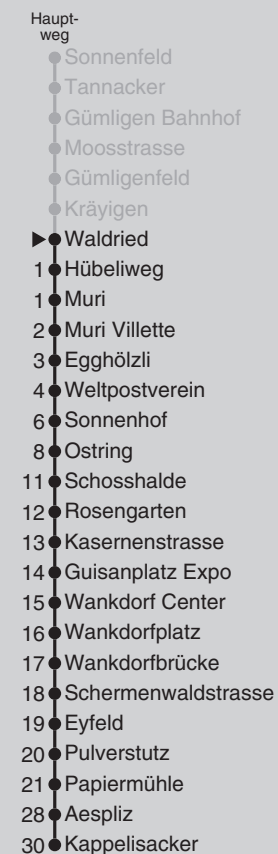 Haupt-
weg
Sonnenfeld
Tannacker
Gümligen Bahnhof
Moosstrasse
Gümligenfeld
Kräyigen
Waldried
1 Hübeliweg
1 Muri
2 Muri Villette
3 Egghölzli
4 Weltpostverein
6 Sonnenhof
8 Ostring
11 Schosshalde
12 Rosengarten
13 Kasernenstrasse
14 Guisanplatz Expo
15 Wankdorf Center
16 Wankdorfplatz
17 Wankdorfbrücke
18 Schermenwaldstrasse
19 Eyfeld
20 Pulverstutz
21 Papiermühle
28 Aespliz
30 Kappelisacker